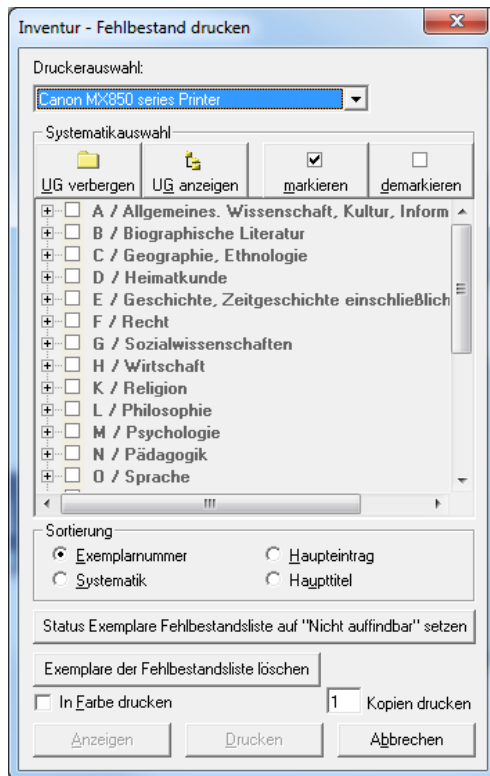 Inventur - Fehlbestand drucken
Druckerauswahl:
Canon MX850 series Printer
Systematikauswahl
UG verbergen UG anzeigen markieren demarkieren
A / Allgemeines. Wissenschaft, Kultur, Inform
B / Biographische Literatur
C / Geographie, Ethnologie
D / Heimatkunde
E / Geschichte, Zeitgeschichte einschließlich
F / Recht
G / Sozialwissenschaften
H / Wirtschaft
K / Religion
L / Philosophie
M / Psychologie
N / Pädagogik
O / Sprache
Sortierung
Exemplarnummer Haupteintrag
Systematik Haupttitel
Status Exemplare Fehlbestandsliste auf "Nicht auffindbar" setzen
Exemplare der Fehlbestandsliste löschen
In Farbe drucken 1 Kopien drucken
Anzeigen Drucken Abbrechen